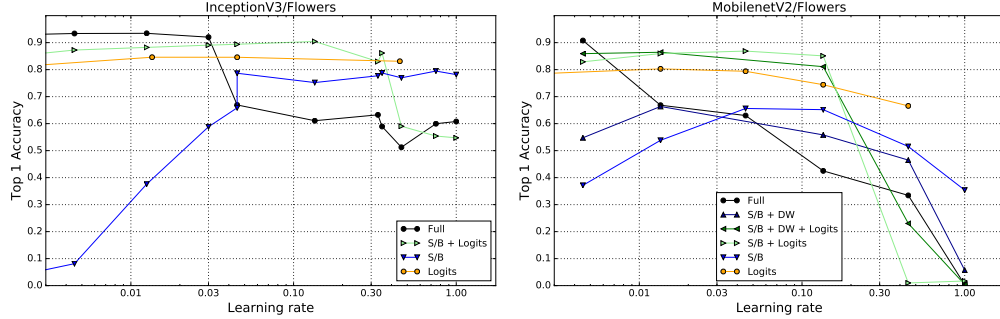 InceptionV3/Flowers
Top 1 Accuracy
0.9
0.8
0.7
0.6
0.5
0.4
0.3
0.2
0.1
0.0
0.01
0.03
0.10
0.30
1.00
Learning rate
Full
S/B + Logits
S/B
Logits
MobilenetV2/Flowers
Top 1 Accuracy
0.9
0.8
0.7
0.6
0.5
0.4
0.3
0.2
0.1
0.0
0.01
0.03
0.10
0.30
1.00
Learning rate
Full
S/B + DW
S/B + DW + Logits
S/B + Logits
S/B
Logits